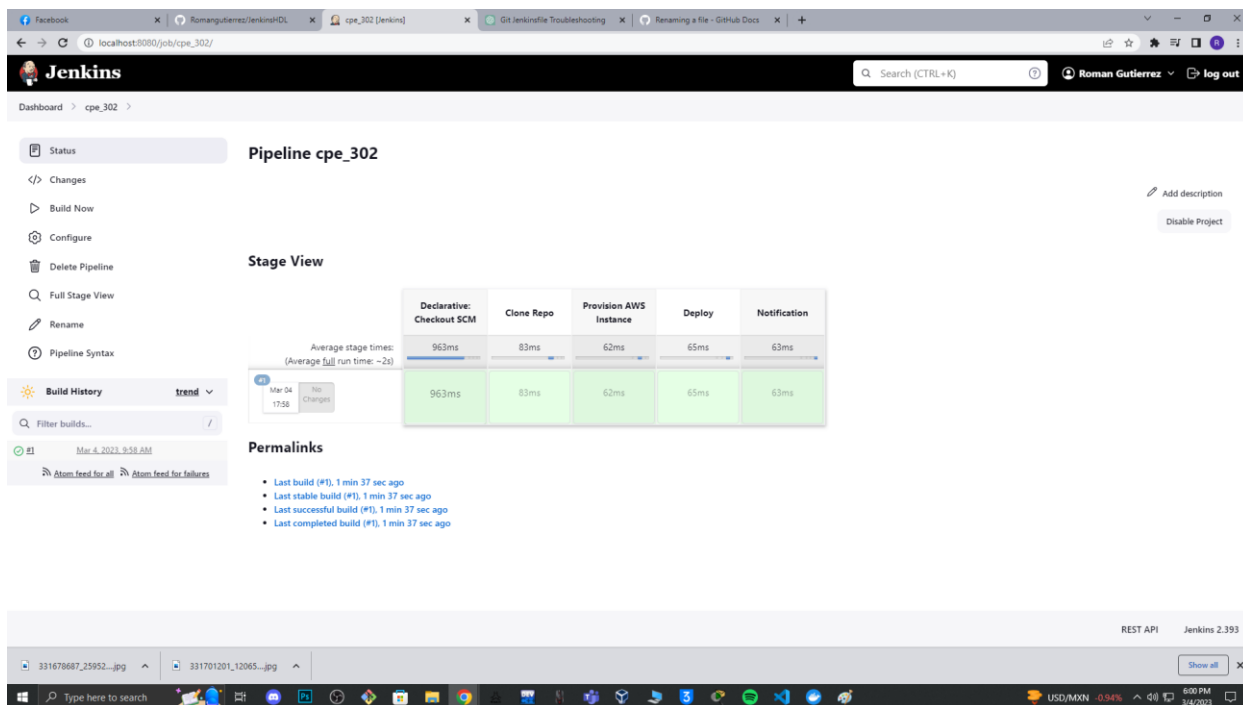 Facebook
Romangutierrez/JenkinsHDL
cpe_302 [Jenkins]
Git Jenkinsfile Troubleshooting
Renaming a file - GitHub Docs
localhost:8080/job/cpe_302/
R
Jenkins
Search (CTRL+K)
Roman Gutierrez
log out
Dashboard > cpe_302 >
Status
Changes
Build Now
Configure
Delete Pipeline
Full Stage View
Rename
Pipeline Syntax
Build History trend
Filter builds... /
#1 Mar 4, 2023, 9:58 AM
Atom feed for all Atom feed for failures
Pipeline cpe_302
Add description
Disable Project
Stage View
Declarative: Checkout SCM
Clone Repo
Provision AWS Instance
Deploy
Notification
Average stage times: 963ms 83ms 62ms 65ms 63ms
(Average full run time: ~2s)
#1
Mar 04
17:58
No Changes
963ms 83ms 62ms 65ms 63ms
Permalinks
Last build (#1), 1 min 37 sec ago
Last stable build (#1), 1 min 37 sec ago
Last successful build (#1), 1 min 37 sec ago
Last completed build (#1), 1 min 37 sec ago
REST API Jenkins 2.393
331678687_25952...jpg
331701201_12065...jpg
Show all
Type here to search
Ps
USD/MXN -0.94%
6:00 PM
3/4/2023